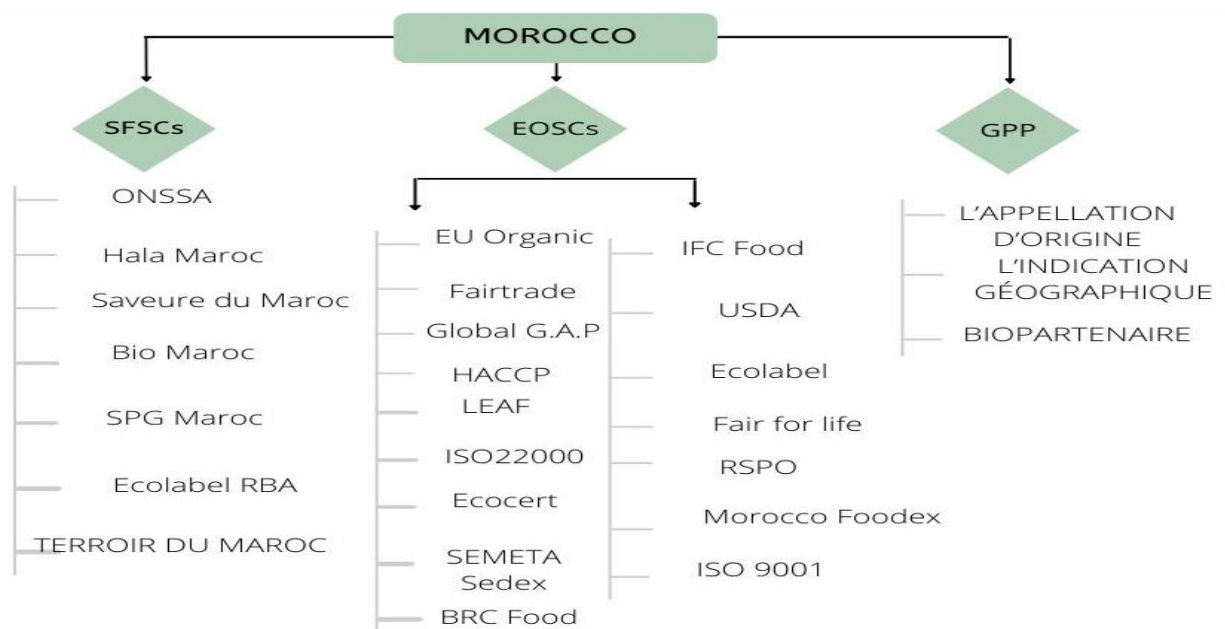 MOROCCO
SFSCs
EOSCs
GPP
ONSSA
Hala Maroc
Saveure du Maroc
Bio Maroc
SPG Maroc
Ecolabel RBA
TERROIR DU MAROC
EU Organic
Fairtrade
Global G.A.P
HACCP
LEAF
ISO22000
Ecocert
SEMETA
Sedex
BRC Food
IFC Food
USDA
Ecolabel
Fair for life
RSPO
Morocco Foodex
ISO 9001
L’APPELLATION
D’ORIGINE
L’INDICATION
GÉOGRAPHIQUE
BIOPARTENAIRE